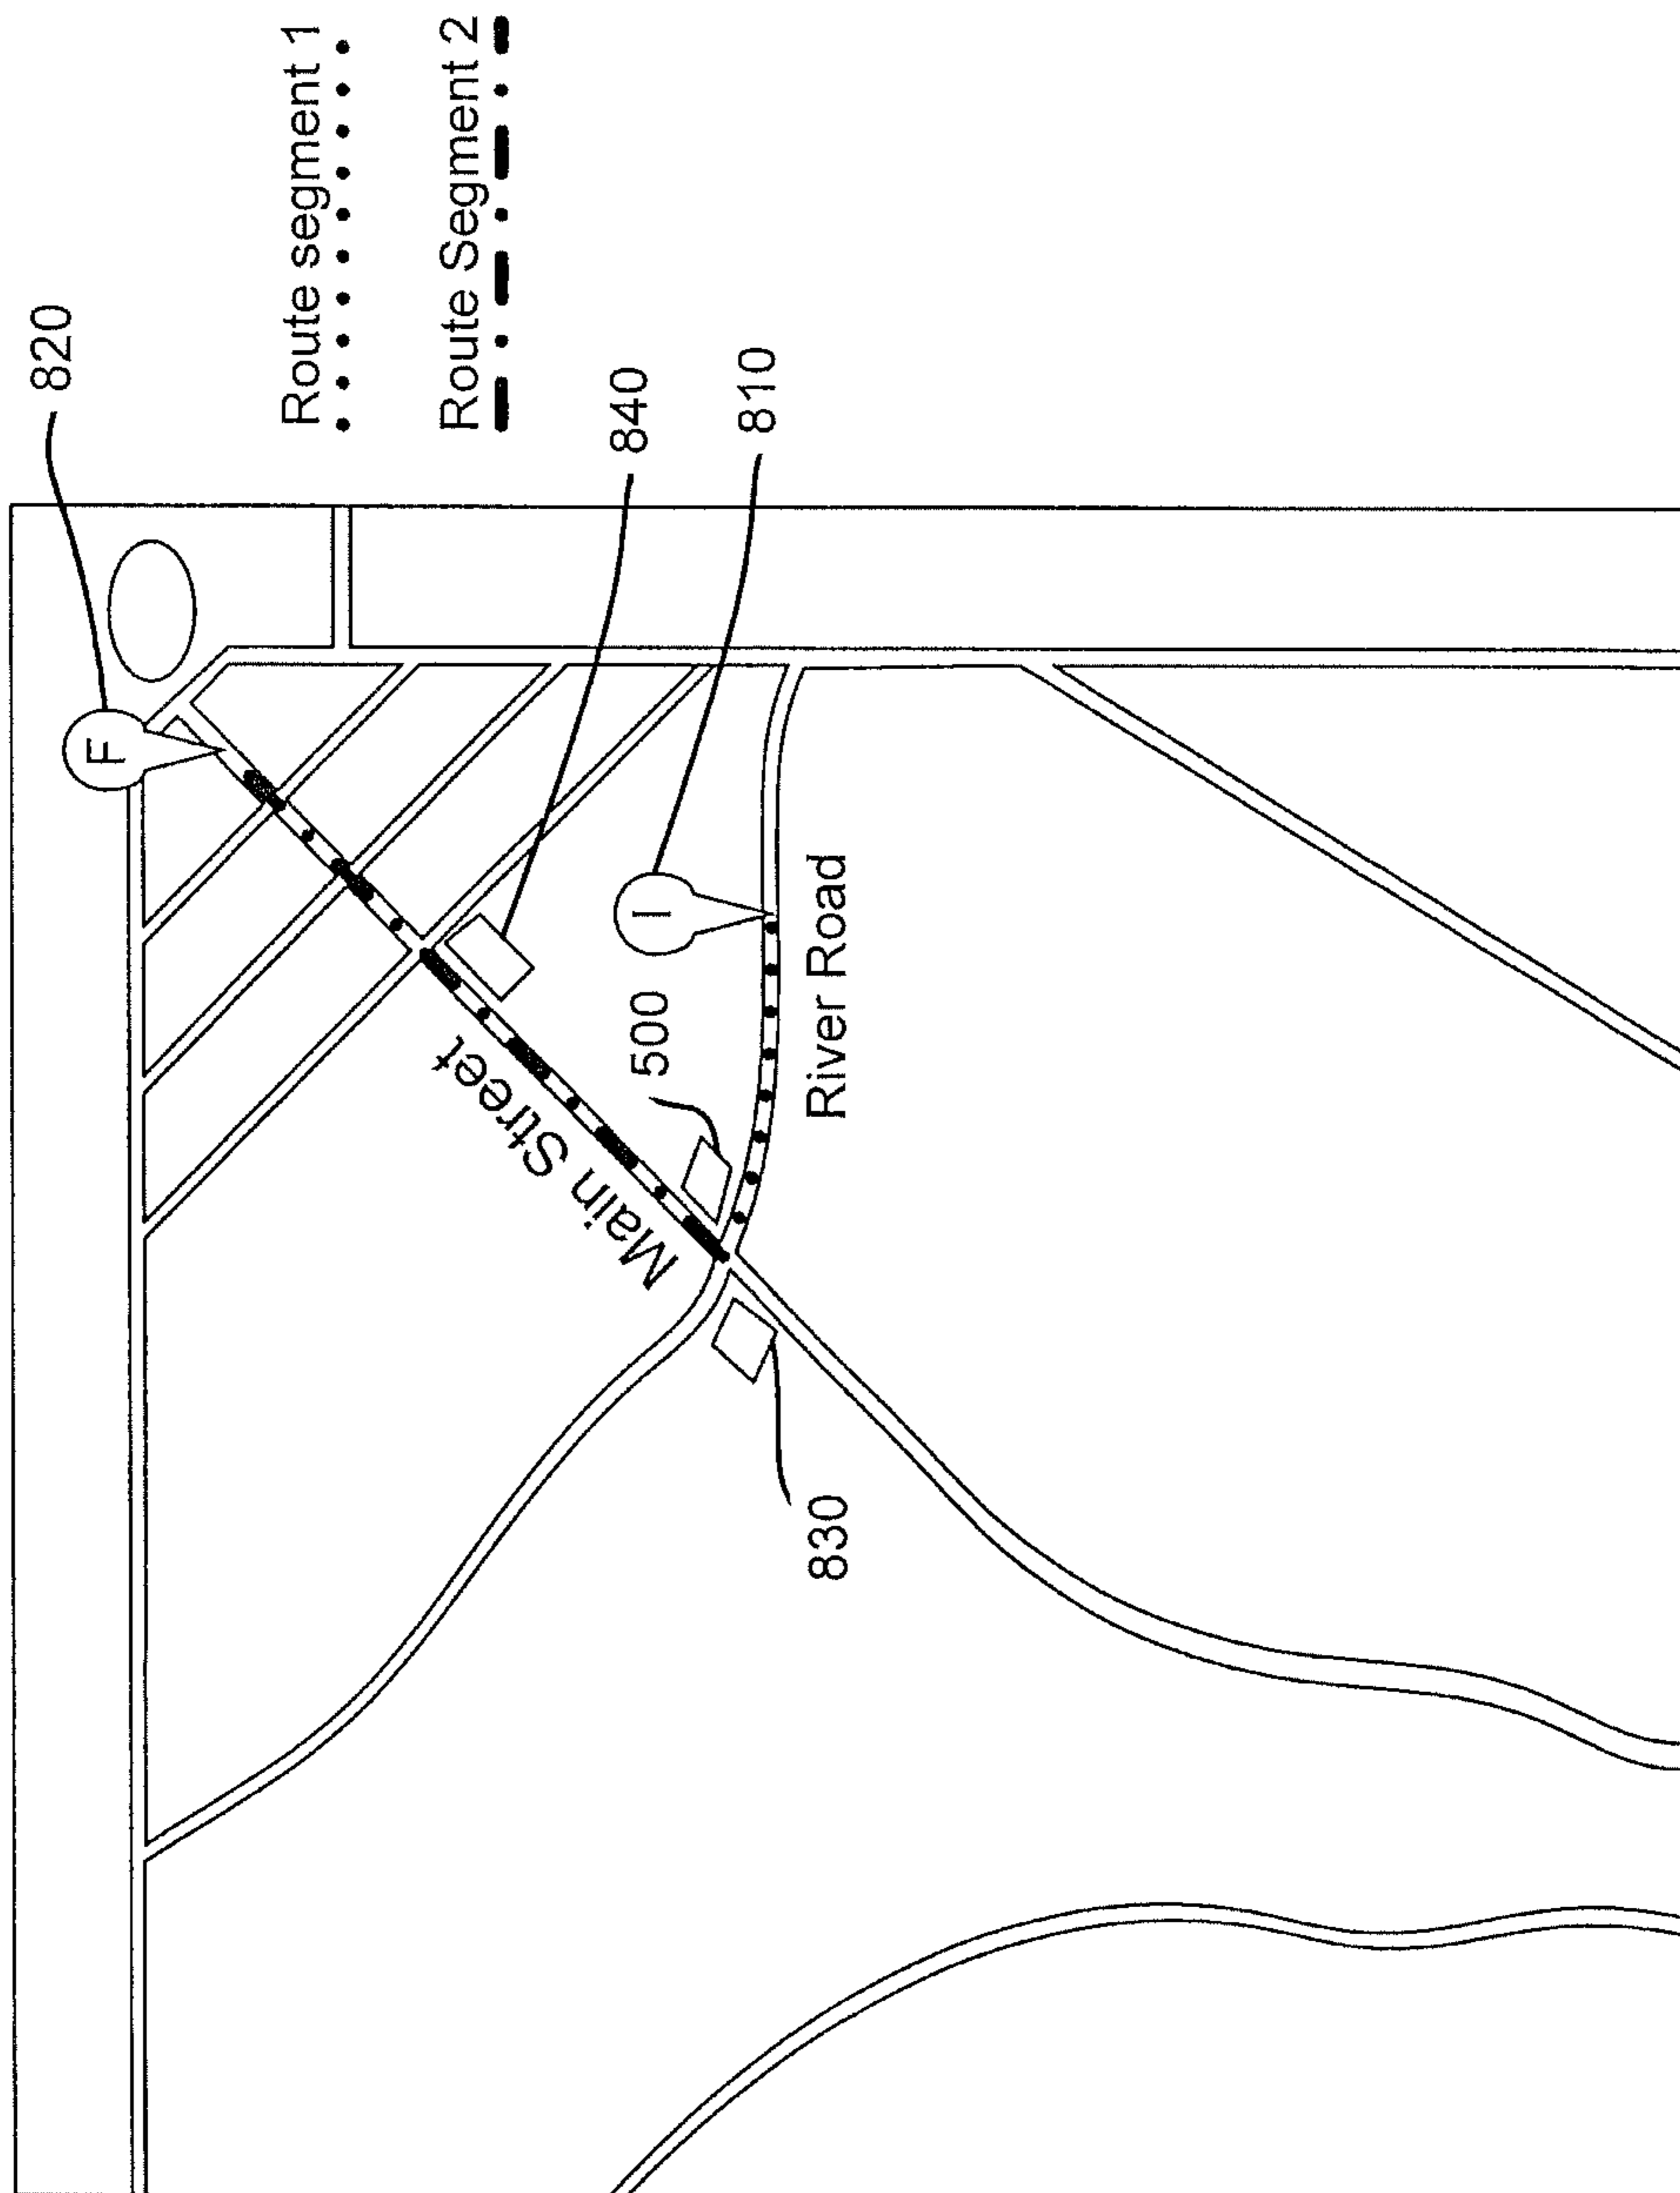 820
Route segment 1
Route Segment 2
F
840
810
I
500
Main Street
River Road
830